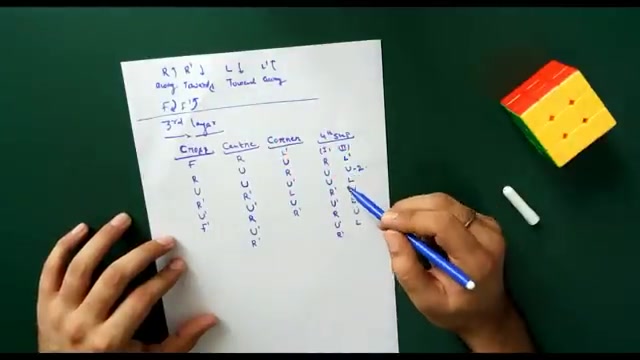 R↑ R'↓ L↓ L'↑
away Towards Toward away
F↻ F'↺
3rd layer
Cross Centre Corner 4th Step
(I) (II)
F R L' R L'
R U U U U-2
U U R U L
R' R' U' R'
U' U' L U' U
F' R U R L
U' R' U'
R' R'